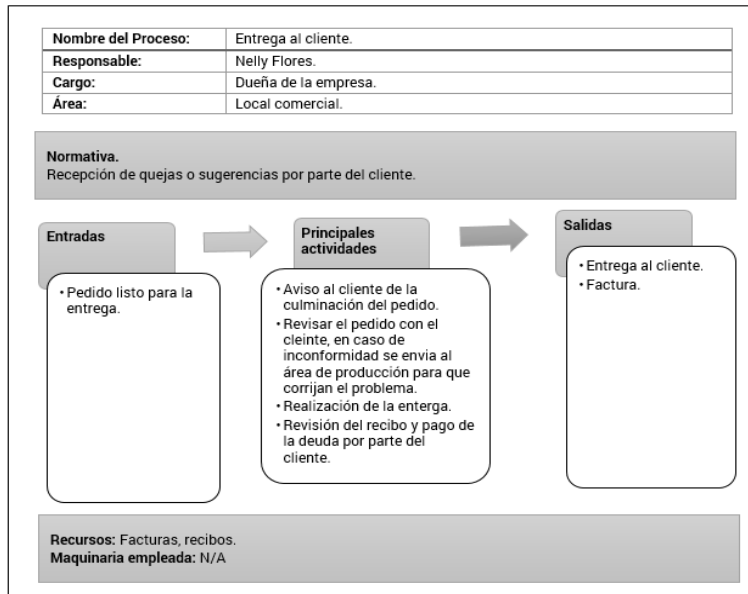 Nombre del Proceso: Entrega al cliente.
Responsable: Nelly Flores.
Cargo: Dueña de la empresa.
Área: Local comercial.
Normativa.
Recepción de quejas o sugerencias por parte del cliente.
Entradas
• Pedido listo para la
entrega.
Principales
actividades
• Aviso al cliente de la
culminación del pedido.
• Revisar el pedido con el
cleinte, en caso de
inconformidad se envia al
área de producción para que
corrijan el problema.
• Realización de la enterga.
• Revisión del recibo y pago de
la deuda por parte del
cliente.
Salidas
• Entrega al cliente.
• Factura.
Recursos: Facturas, recibos.
Maquinaria empleada: N/A